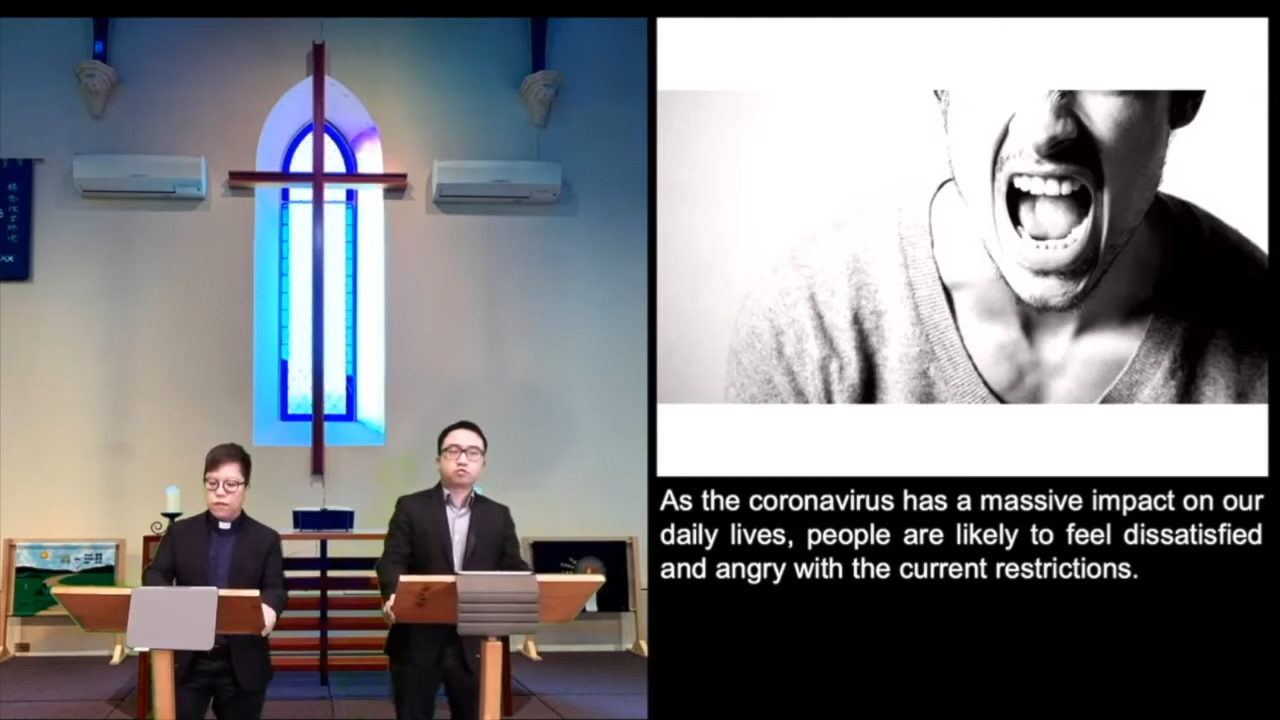 As the coronavirus has a massive impact on our
daily lives, people are likely to feel dissatisfied
and angry with the current restrictions.